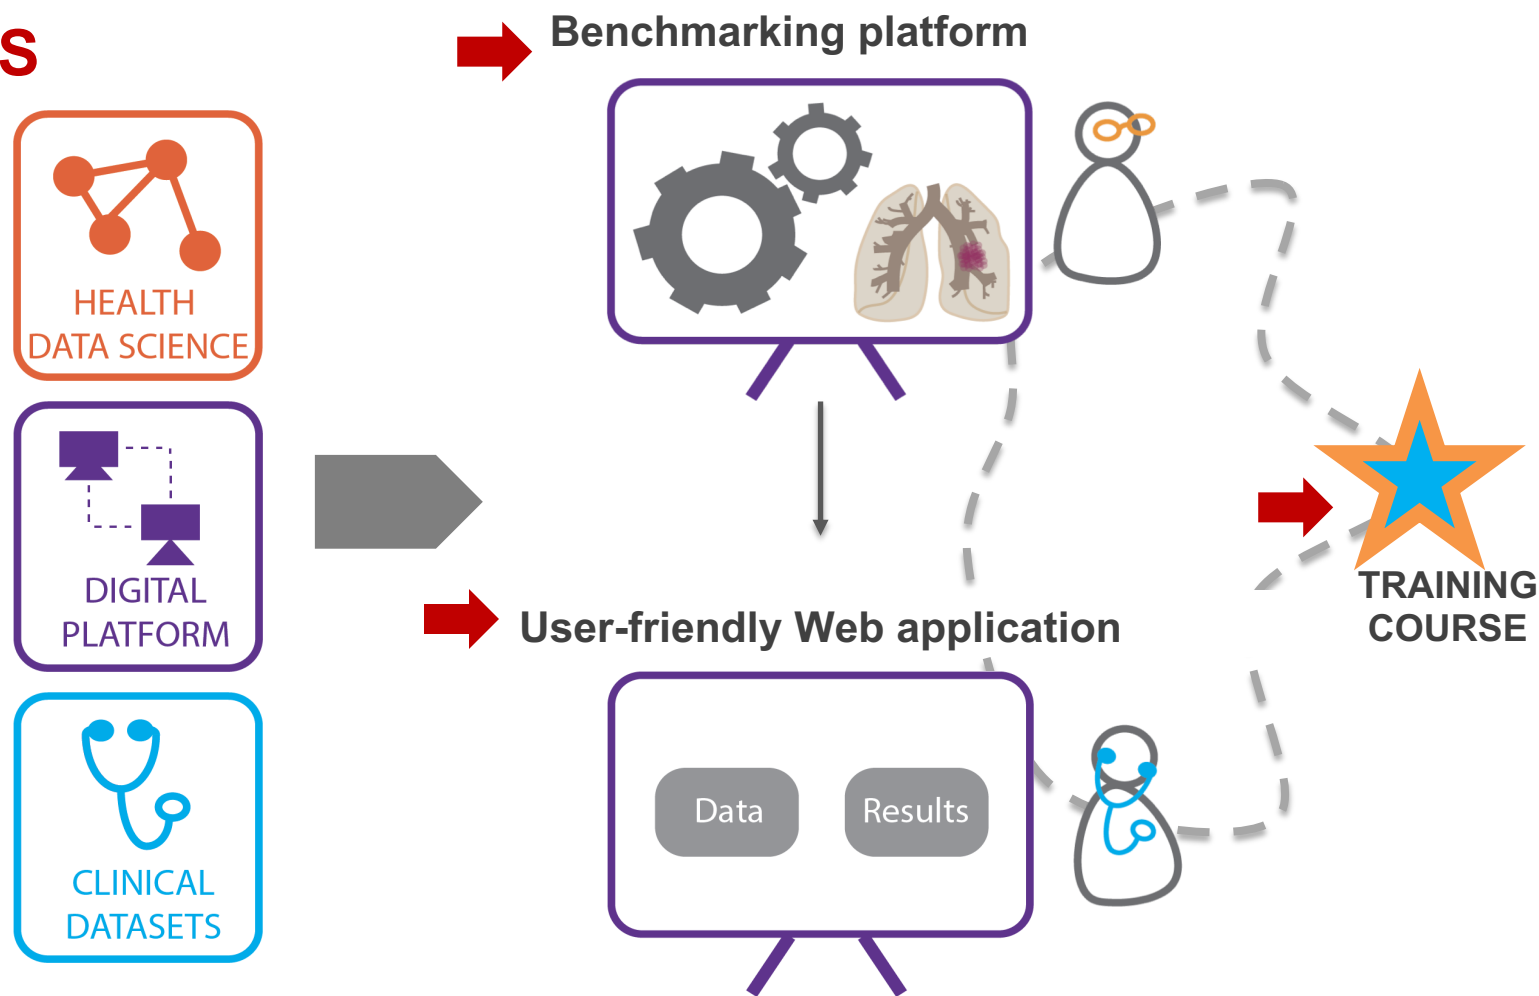 S
HEALTH
DATA SCIENCE
DIGITAL
PLATFORM
CLINICAL
DATASETS
Benchmarking platform
User-friendly Web application
Data
Results
TRAINING
COURSE